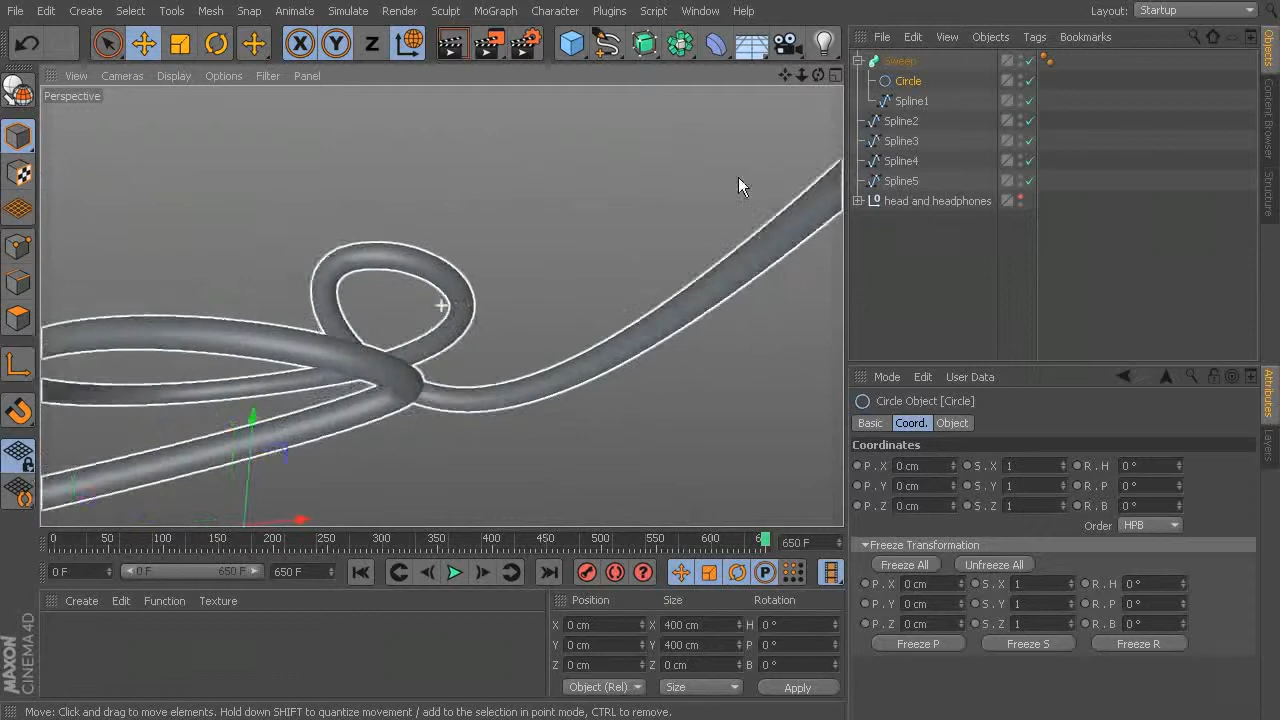 File Edit Create Select Tools Mesh Snap Animate Simulate Render Sculpt MoGraph Character Plugins Script Window Help Layout: Startup
X Y Z
File Edit View Objects Tags Bookmarks
View Cameras Display Options Filter Panel
Perspective
Sweep
Circle
Spline1
Spline2
Spline3
Spline4
Spline5
L0 head and headphones
Objects
Content Browser
Structure
Mode Edit User Data
Circle Object [Circle]
Basic Coord. Object
Coordinates
P . X 0 cm S . X 1 R . H 0 °
P . Y 0 cm S . Y 1 R . P 0 °
P . Z 0 cm S . Z 1 R . B 0 °
Order HPB
Freeze Transformation
Freeze All Unfreeze All
P . X 0 cm S . X 1 R . H 0 °
P . Y 0 cm S . Y 1 R . P 0 °
P . Z 0 cm S . Z 1 R . B 0 °
Freeze P Freeze S Freeze R
Attributes
Layers
0 50 100 150 200 250 300 350 400 450 500 550 600 650 F
0 F 0 F 650 F 650 F
P
Create Edit Function Texture
Position Size Rotation
X 0 cm X 400 cm H 0 °
Y 0 cm Y 400 cm P 0 °
Z 0 cm Z 0 cm B 0 °
Object (Rel) Size Apply
MAXON
CINEMA 4D
Move: Click and drag to move elements. Hold down SHIFT to quantize movement / add to the selection in point mode, CTRL to remove.